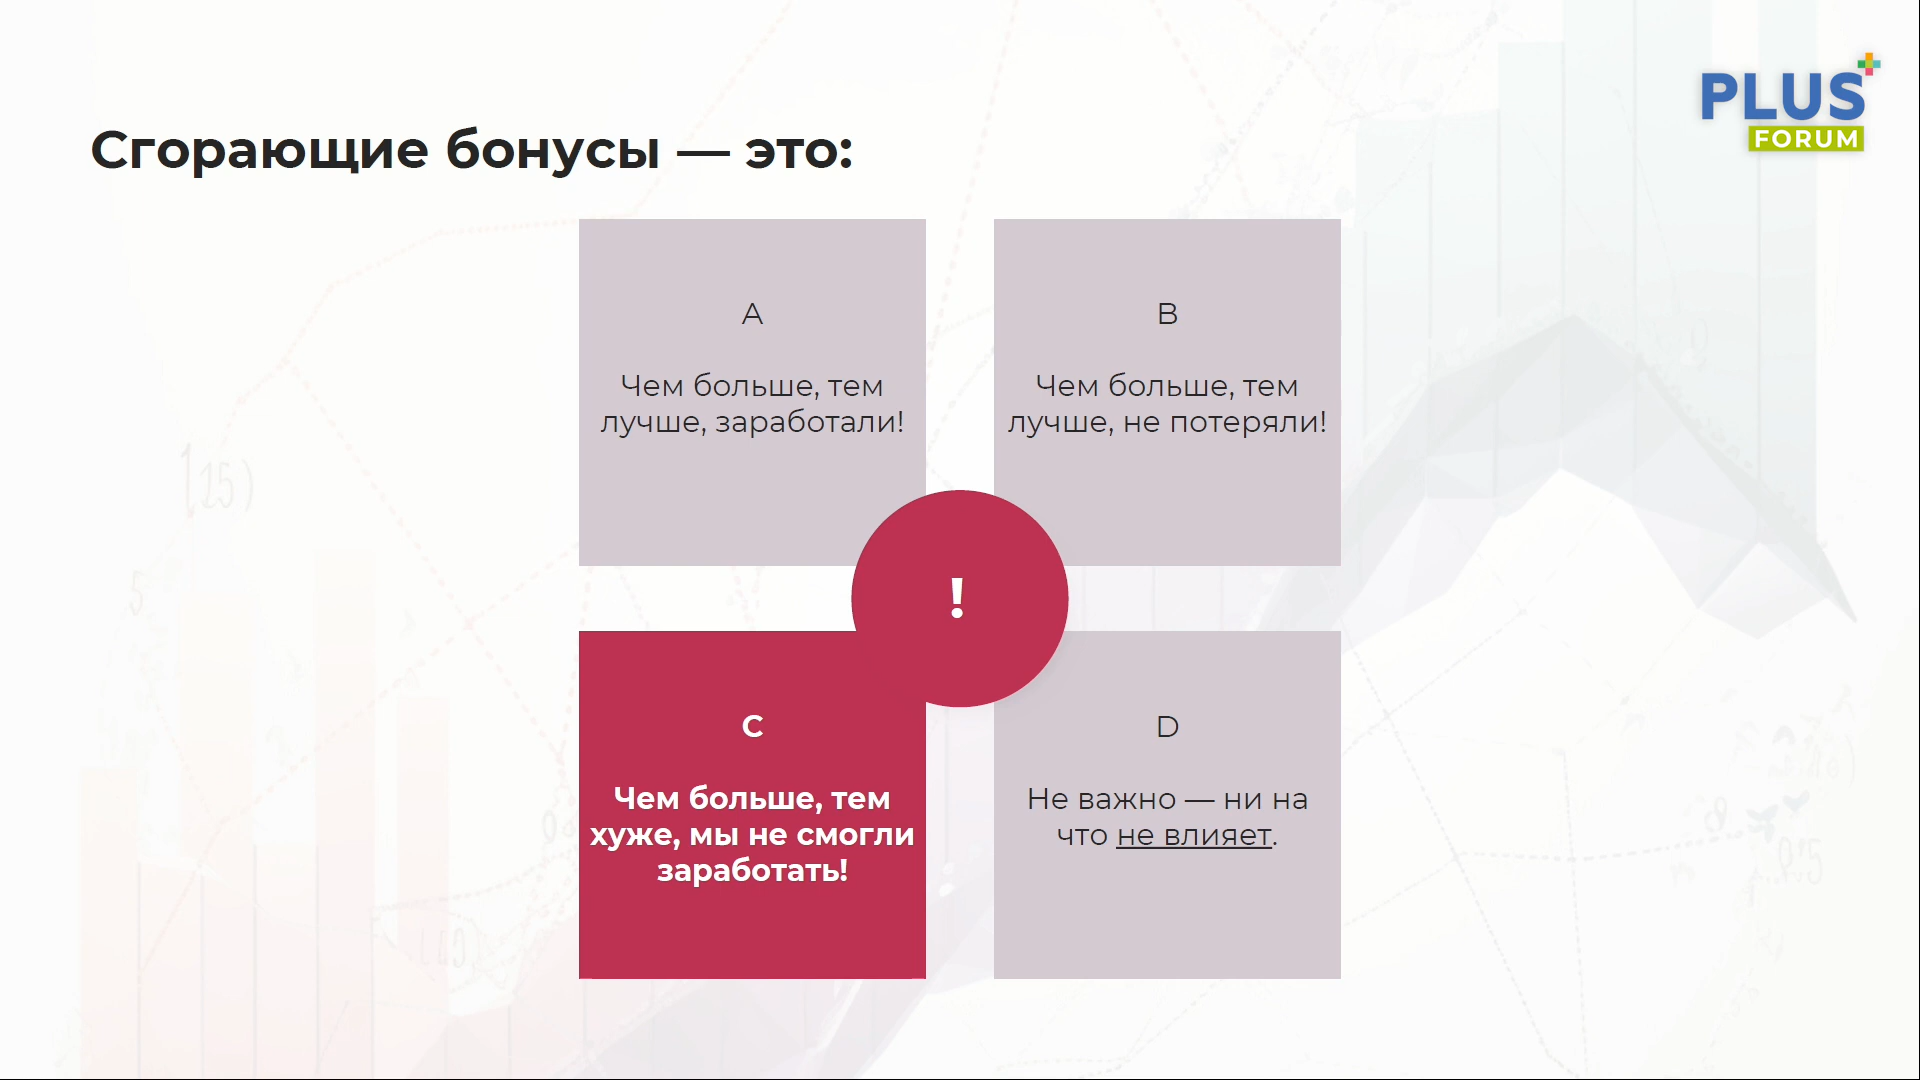 PLUS
FORUM
Сгорающие бонусы — это:
A
Чем больше, тем
лучше, заработали!
B
Чем больше, тем
лучше, не потеряли!
!
C
Чем больше, тем
хуже, мы не смогли
заработать!
D
Не важно — ни на
что не влияет.